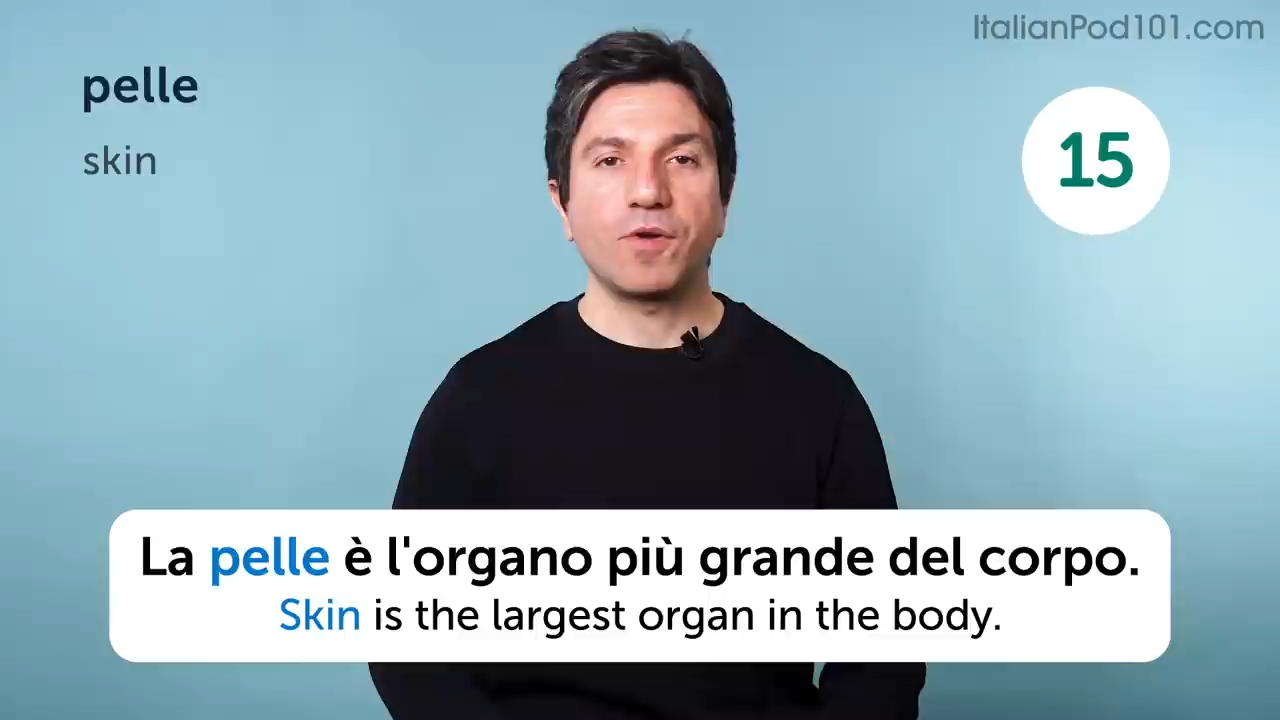 ItalianPod101.com
pelle
skin
15
La pelle è l'organo più grande del corpo.
Skin is the largest organ in the body.